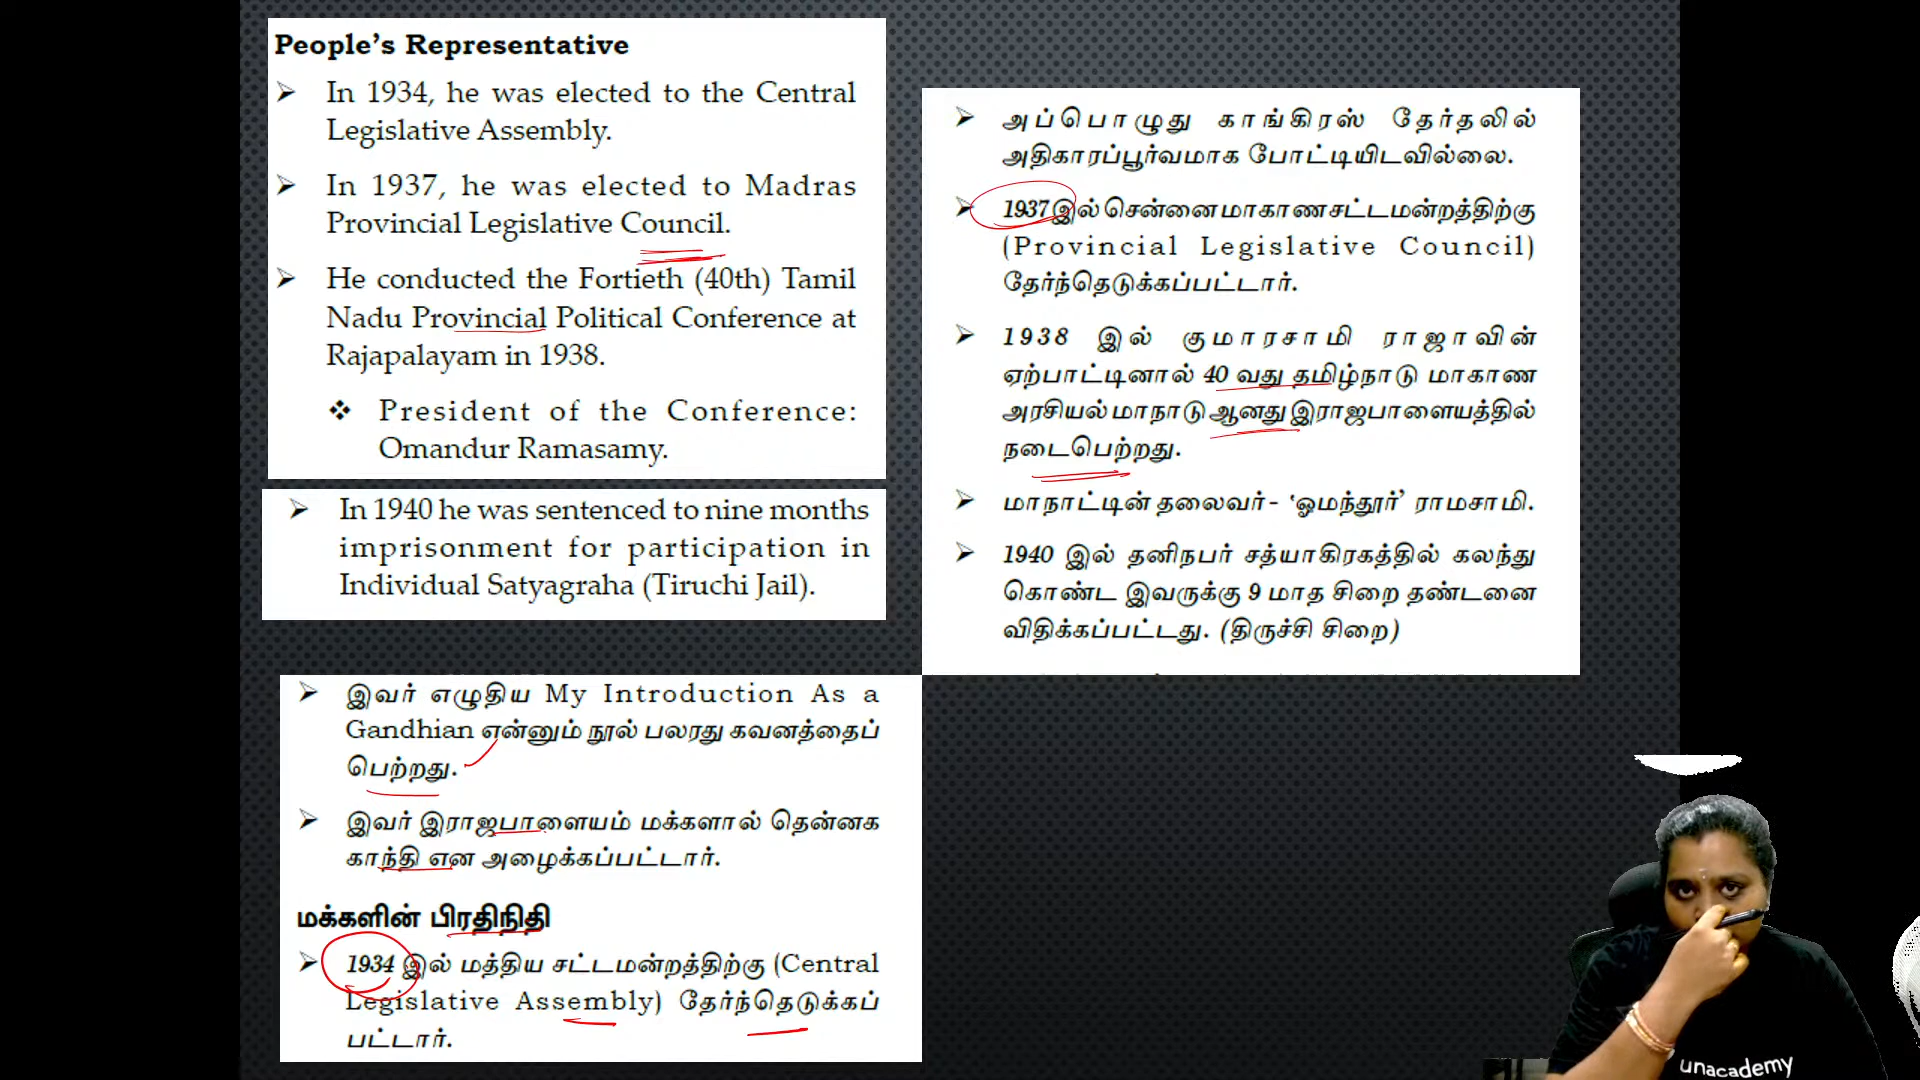 People's Representative
➢ In 1934, he was elected to the Central
Legislative Assembly.
➢ In 1937, he was elected to Madras
Provincial Legislative Council.
➢ He conducted the Fortieth (40th) Tamil
Nadu Provincial Political Conference at
Rajapalayam in 1938.
❖ President of the Conference:
Omandur Ramasamy.
➢ In 1940 he was sentenced to nine months
imprisonment for participation in
Individual Satyagraha (Tiruchi Jail).
➢ இவர் எழுதிய My Introduction As a
Gandhian என்னும் நூல் பலரது கவனத்தைப்
பெற்றது.
➢ இவர் இராஜபாளையம் மக்களால் தென்னக
காந்தி என அழைக்கப்பட்டார்.
மக்களின் பிரதிநிதி
➢ 1934 இல் மத்திய சட்டமன்றத்திற்கு (Central
Legislative Assembly) தேர்ந்தெடுக்கப்
பட்டார்.
➢ அப்பொழுது காங்கிரஸ் தேர்தலில்
அதிகாரப்பூர்வமாக போட்டியிடவில்லை.
➢ 1937இல் சென்னை மாகாண சட்டமன்றத்திற்கு
(Provincial Legislative Council)
தேர்ந்தெடுக்கப்பட்டார்.
➢ 1938 இல் குமாரசாமி ராஜாவின்
ஏற்பாட்டினால் 40 வது தமிழ்நாடு மாகாண
அரசியல் மாநாடு ஆனது இராஜபாளையத்தில்
நடைபெற்றது.
➢ மாநாட்டின் தலைவர் - ‘ஓமந்தூர்’ ராமசாமி.
➢ 1940 இல் தனிநபர் சத்யாகிரகத்தில் கலந்து
கொண்ட இவருக்கு 9 மாத சிறை தண்டனை
விதிக்கப்பட்டது. (திருச்சி சிறை)
unacademy